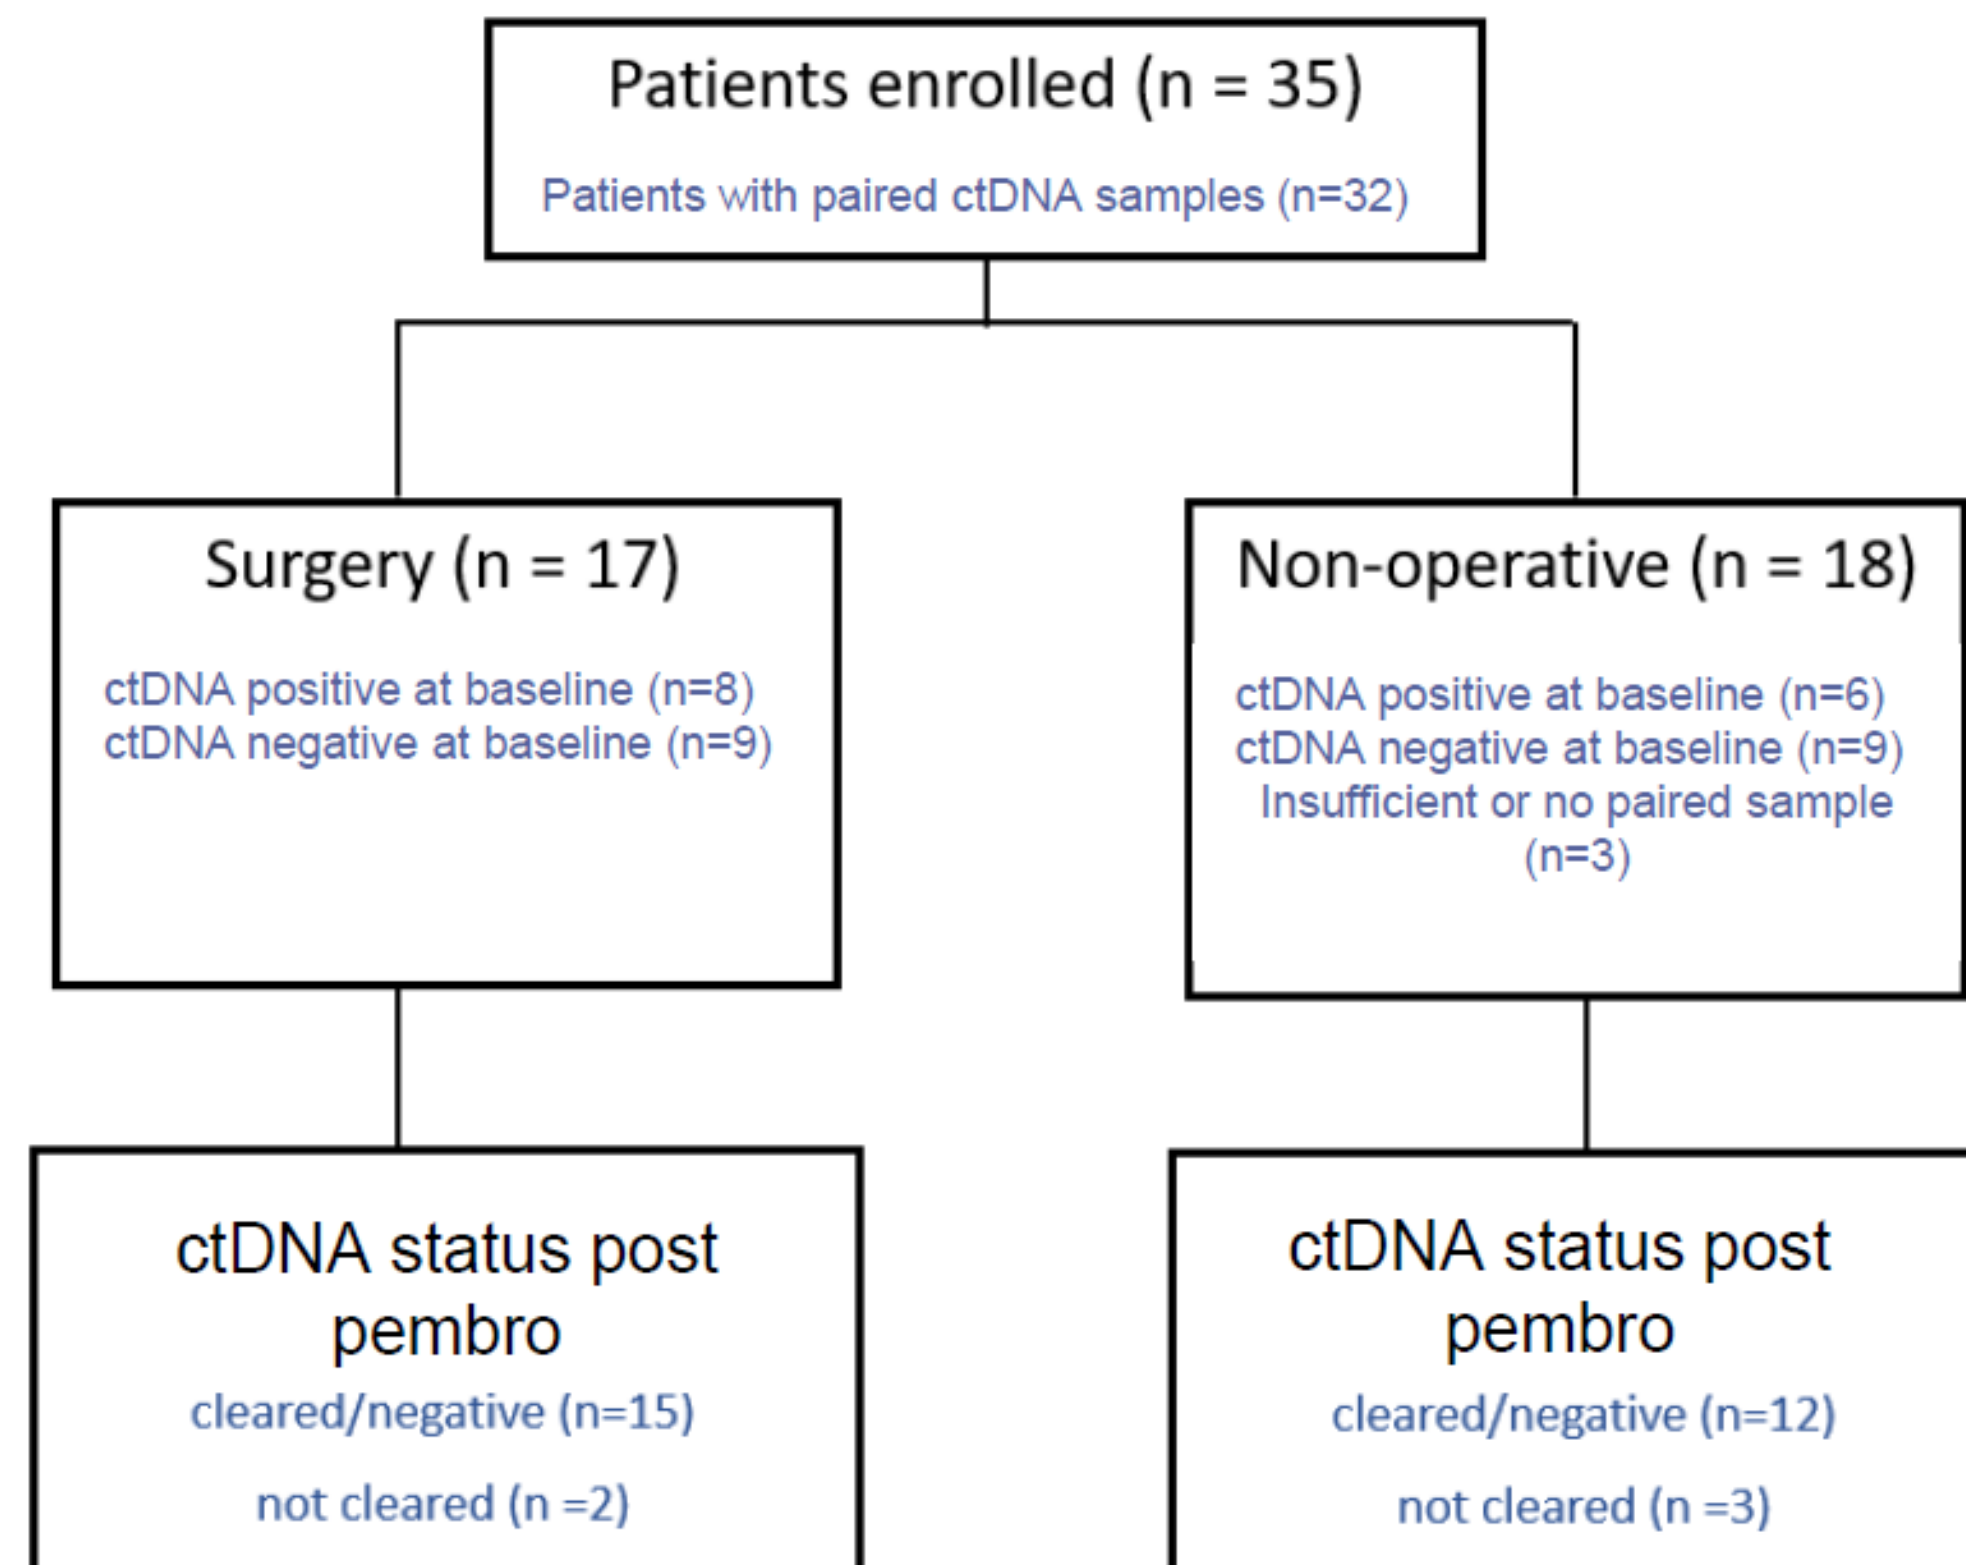 Patients enrolled (n = 35)
Patients with paired ctDNA samples (n=32)
Surgery (n = 17)
ctDNA positive at baseline (n=8)
ctDNA negative at baseline (n=9)
Non-operative (n = 18)
ctDNA positive at baseline (n=6)
ctDNA negative at baseline (n=9)
Insufficient or no paired sample
(n=3)
ctDNA status post
pembro
cleared/negative (n=15)
not cleared (n =2)
ctDNA status post
pembro
cleared/negative (n=12)
not cleared (n =3)